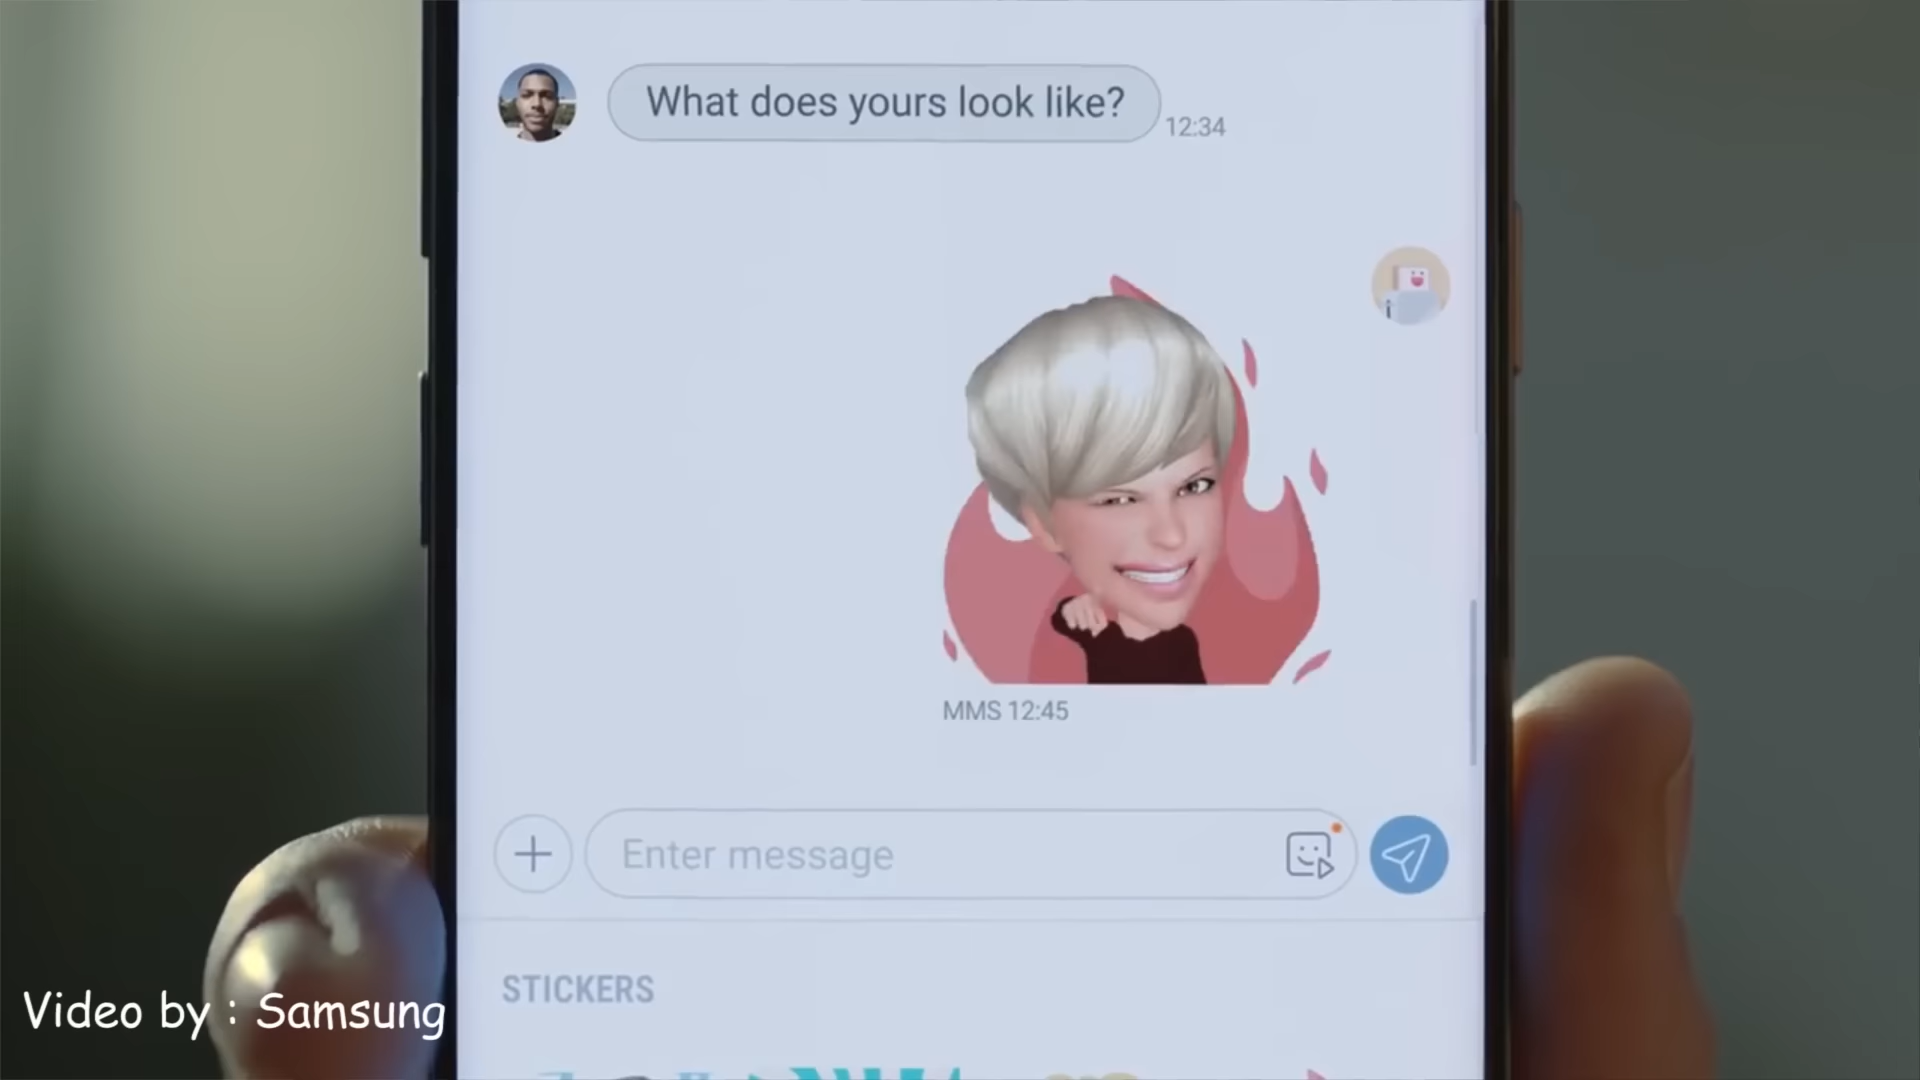 What does yours look like?
12:34
MMS 12:45
Enter message
STICKERS
Video by : Samsung